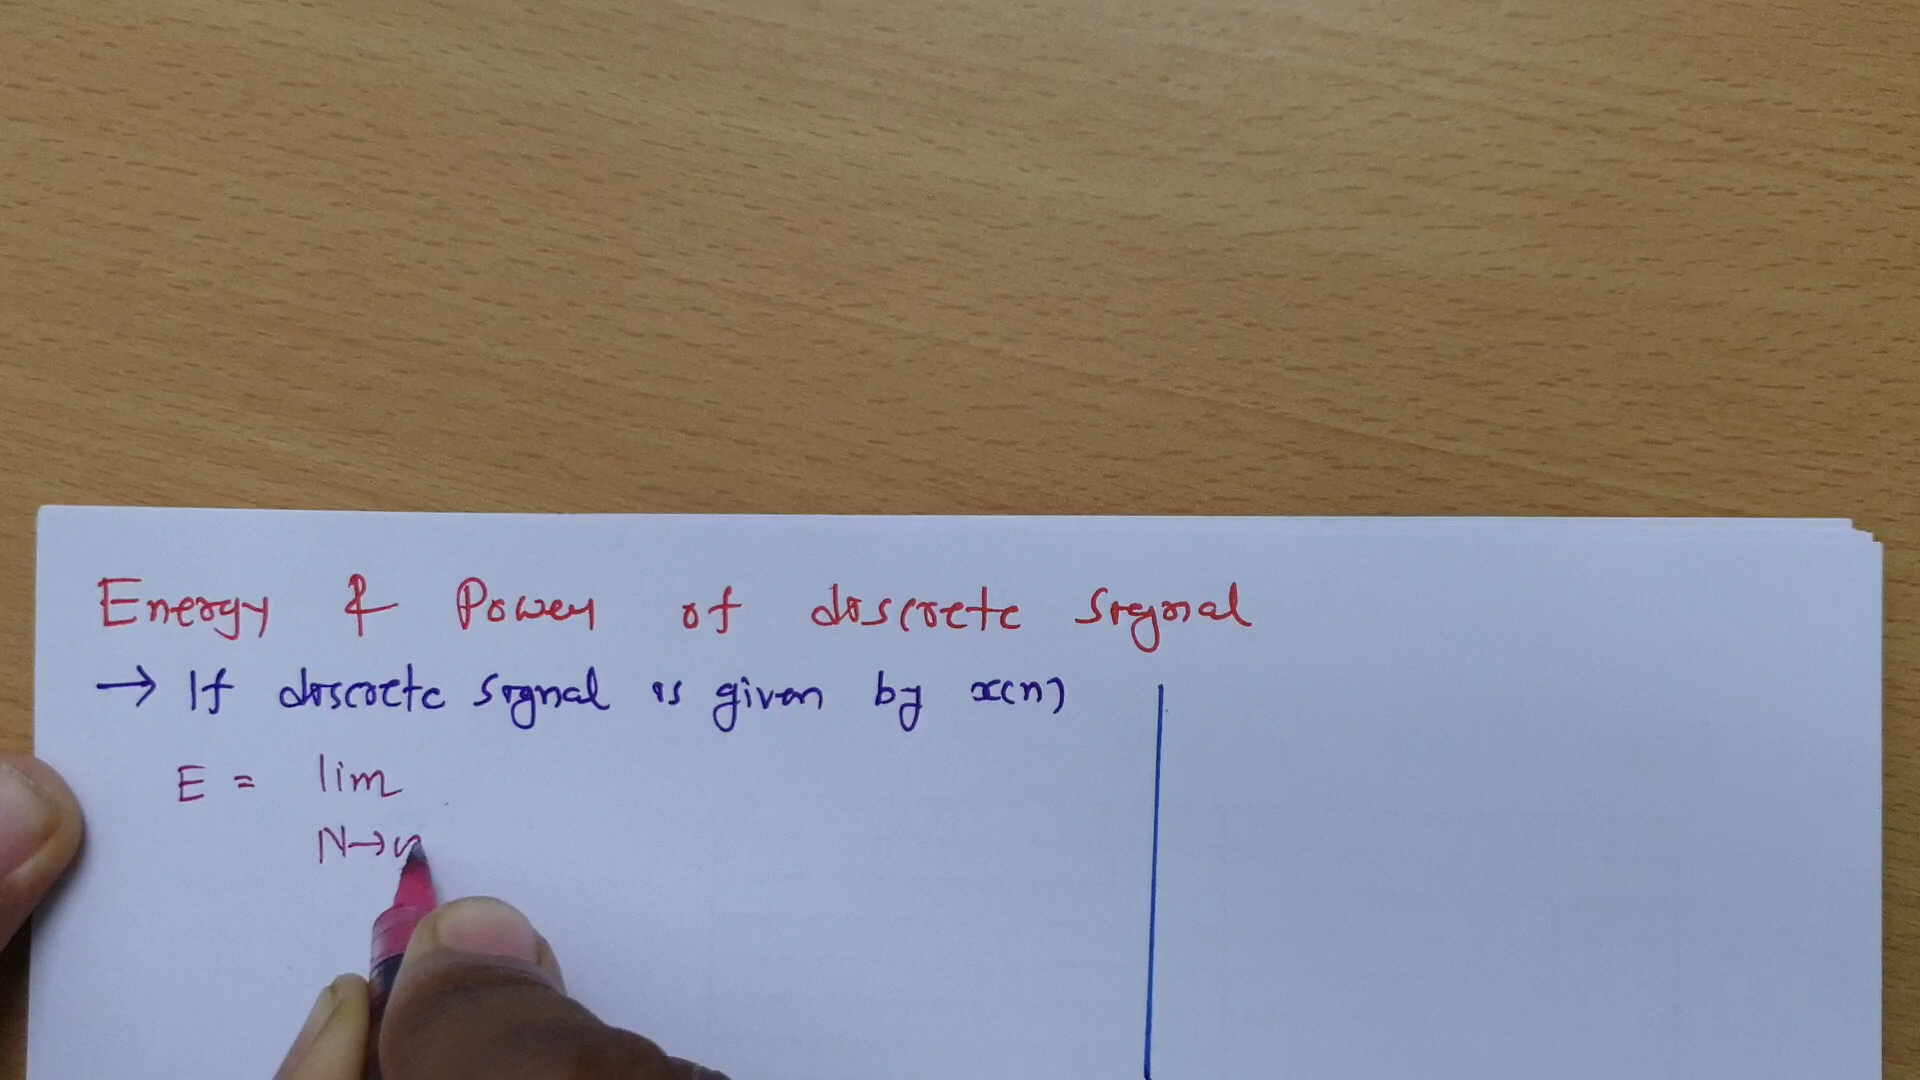 Energy & Power of discrete signal
→ If discrete signal is given by x(n)
E = lim
N→